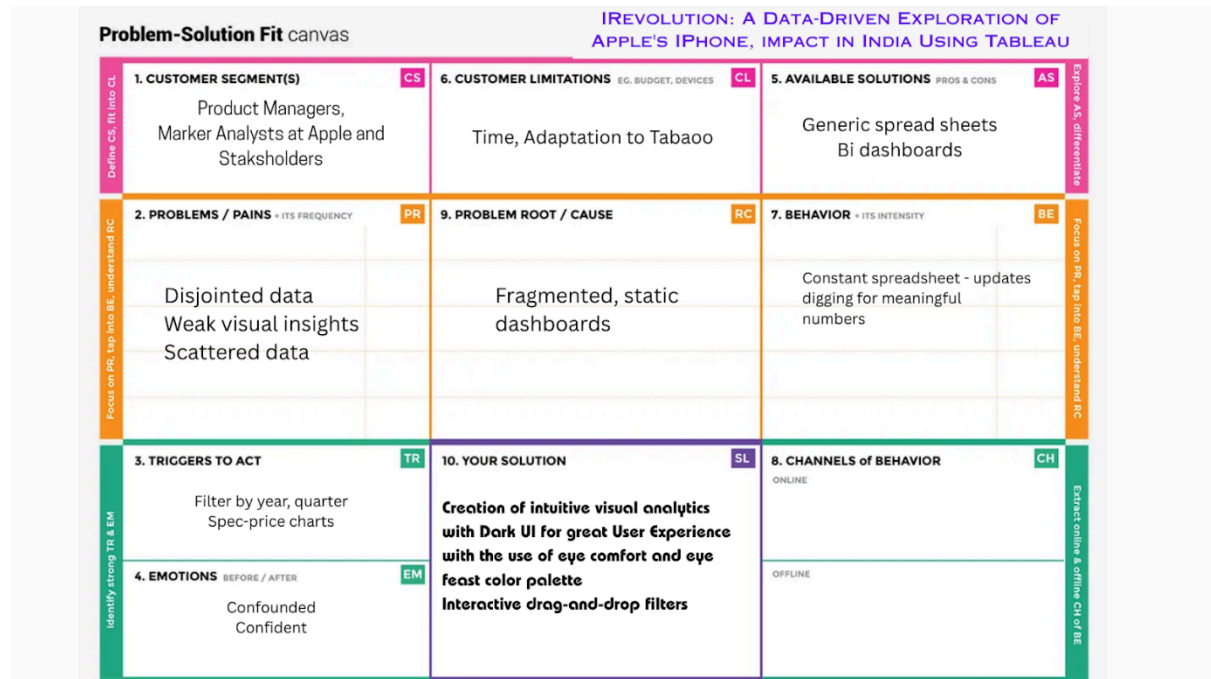 Problem-Solution Fit canvas
IRevolution: A Data-Driven Exploration of
Apple's IPhone, impact in India Using Tableau
Define CS, fit into CL
1. CUSTOMER SEGMENT(S)
CS
Product Managers,
Marker Analysts at Apple and
Staksholders
6. CUSTOMER LIMITATIONS EG. BUDGET, DEVICES
CL
Time, Adaptation to Tabaoo
5. AVAILABLE SOLUTIONS PROS & CONS
AS
Generic spread sheets
Bi dashboards
Explore AS, differentiate
Focus on PR, tap into BE, understand RC
2. PROBLEMS / PAINS + ITS FREQUENCY
PR
Disjointed data
Weak visual insights
Scattered data
9. PROBLEM ROOT / CAUSE
RC
Fragmented, static
dashboards
7. BEHAVIOR + ITS INTENSITY
BE
Constant spreadsheet - updates
digging for meaningful
numbers
Focus on PR, tap into BE, understand RC
Identify strong TR & EM
3. TRIGGERS TO ACT
TR
Filter by year, quarter
Spec-price charts
4. EMOTIONS BEFORE / AFTER
EM
Confounded
Confident
10. YOUR SOLUTION
SL
Creation of intuitive visual analytics
with Dark UI for great User Experience
with the use of eye comfort and eye
feast color palette
Interactive drag-and-drop filters
8. CHANNELS of BEHAVIOR
CH
ONLINE
OFFLINE
Extract online & offline CH of BE